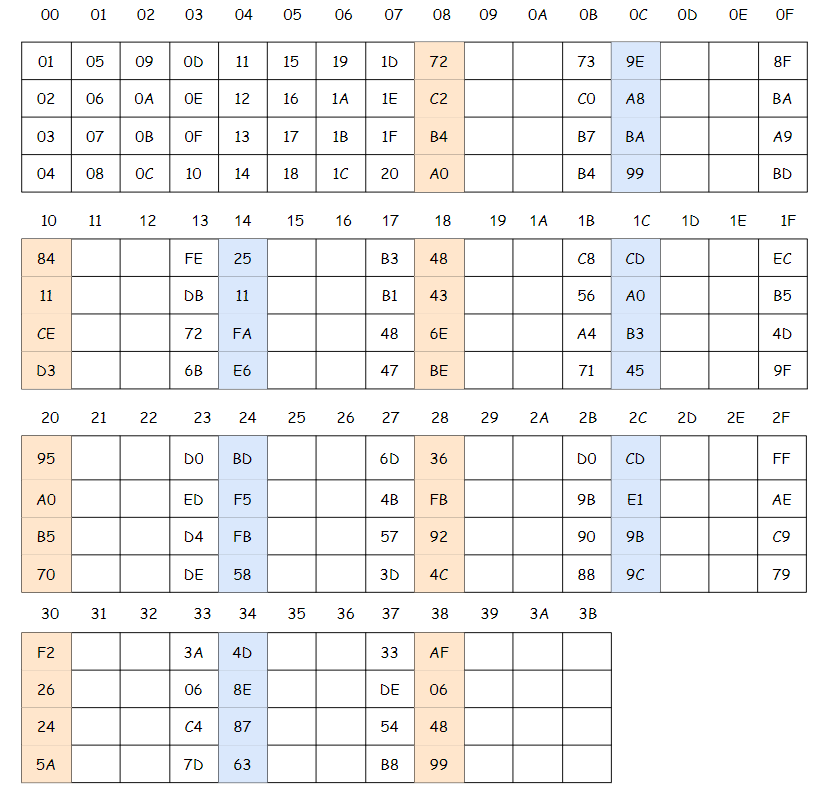 00 01 02 03 04 05 06 07 08 09 0A 0B 0C 0D 0E 0F
01 05 09 0D 11 15 19 1D 72 73 9E 8F
02 06 0A 0E 12 16 1A 1E C2 C0 A8 BA
03 07 0B 0F 13 17 1B 1F B4 B7 BA A9
04 08 0C 10 14 18 1C 20 A0 B4 99 BD
10 11 12 13 14 15 16 17 18 19 1A 1B 1C 1D 1E 1F
84 FE 25 B3 48 C8 CD EC
11 DB 11 B1 43 56 A0 B5
CE 72 FA 48 6E A4 B3 4D
D3 6B E6 47 BE 71 45 9F
20 21 22 23 24 25 26 27 28 29 2A 2B 2C 2D 2E 2F
95 D0 BD 6D 36 D0 CD FF
A0 ED F5 4B FB 9B E1 AE
B5 D4 FB 57 92 90 9B C9
70 DE 58 3D 4C 88 9C 79
30 31 32 33 34 35 36 37 38 39 3A 3B
F2 3A 4D 33 AF
26 06 8E DE 06
24 C4 87 54 48
5A 7D 63 B8 99